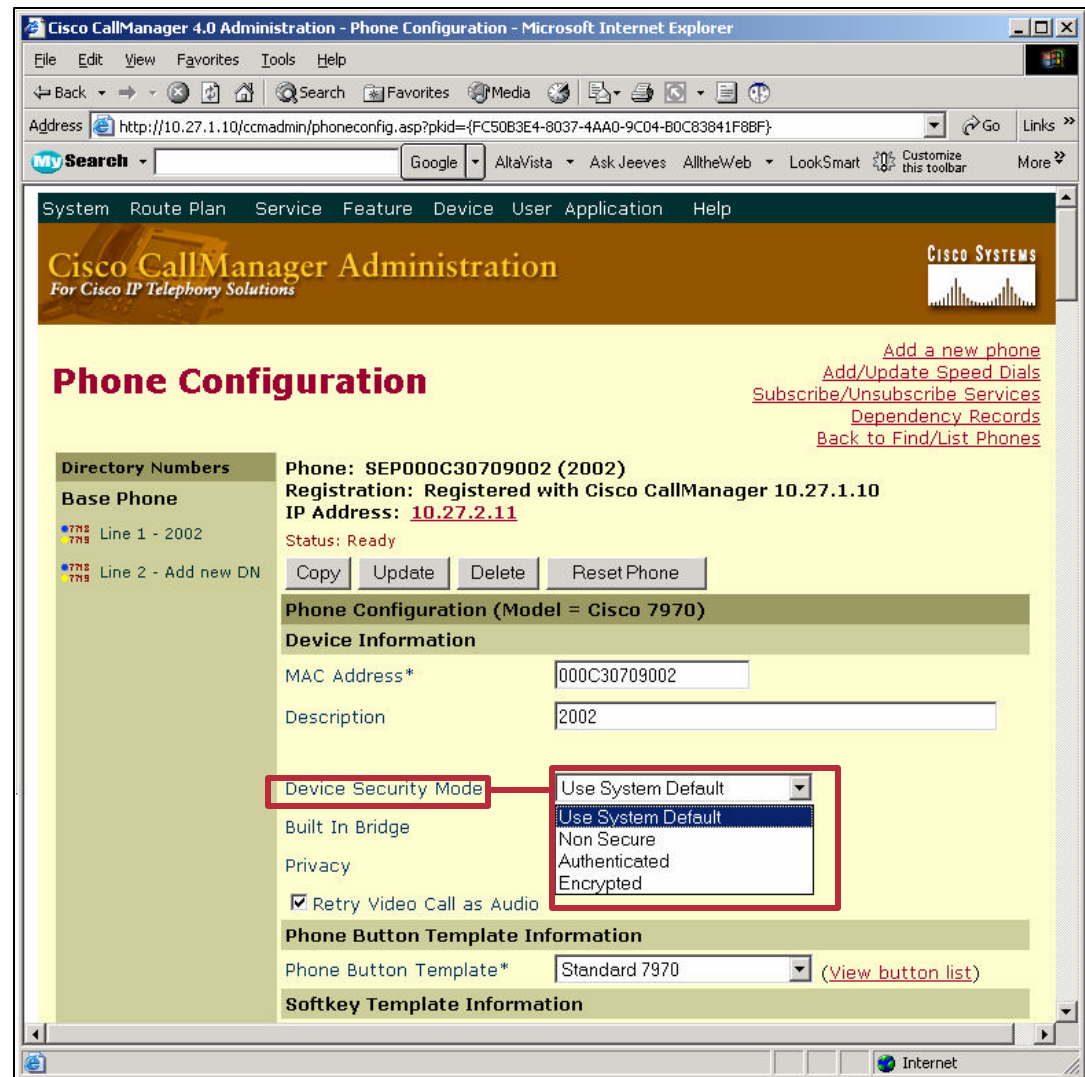 Cisco CallManager 4.0 Administration - Phone Configuration - Microsoft Internet Explorer
File Edit View Favorites Tools Help
Back Search Favorites Media
Address http://10.27.1.10/ccmadmin/phoneconfig.asp?pkid={FC50B3E4-8037-4AA0-9C04-B0C83841F8BF} Go Links »
My Search Google AltaVista Ask Jeeves AlltheWeb LookSmart Customize this toolbar More
System Route Plan Service Feature Device User Application Help
Cisco CallManager Administration
For Cisco IP Telephony Solutions
CISCO SYSTEMS
Phone Configuration
Add a new phone
Add/Update Speed Dials
Subscribe/Unsubscribe Services
Dependency Records
Back to Find/List Phones
Directory Numbers
Base Phone
Line 1 - 2002
Line 2 - Add new DN
Phone: SEP000C30709002 (2002)
Registration: Registered with Cisco CallManager 10.27.1.10
IP Address: 10.27.2.11
Status: Ready
Copy Update Delete Reset Phone
Phone Configuration (Model = Cisco 7970)
Device Information
MAC Address* 000C30709002
Description 2002
Device Security Mode Use System Default
Use System Default
Non Secure
Authenticated
Encrypted
Built In Bridge
Privacy
Retry Video Call as Audio
Phone Button Template Information
Phone Button Template* Standard 7970 (View button list)
Softkey Template Information
Internet